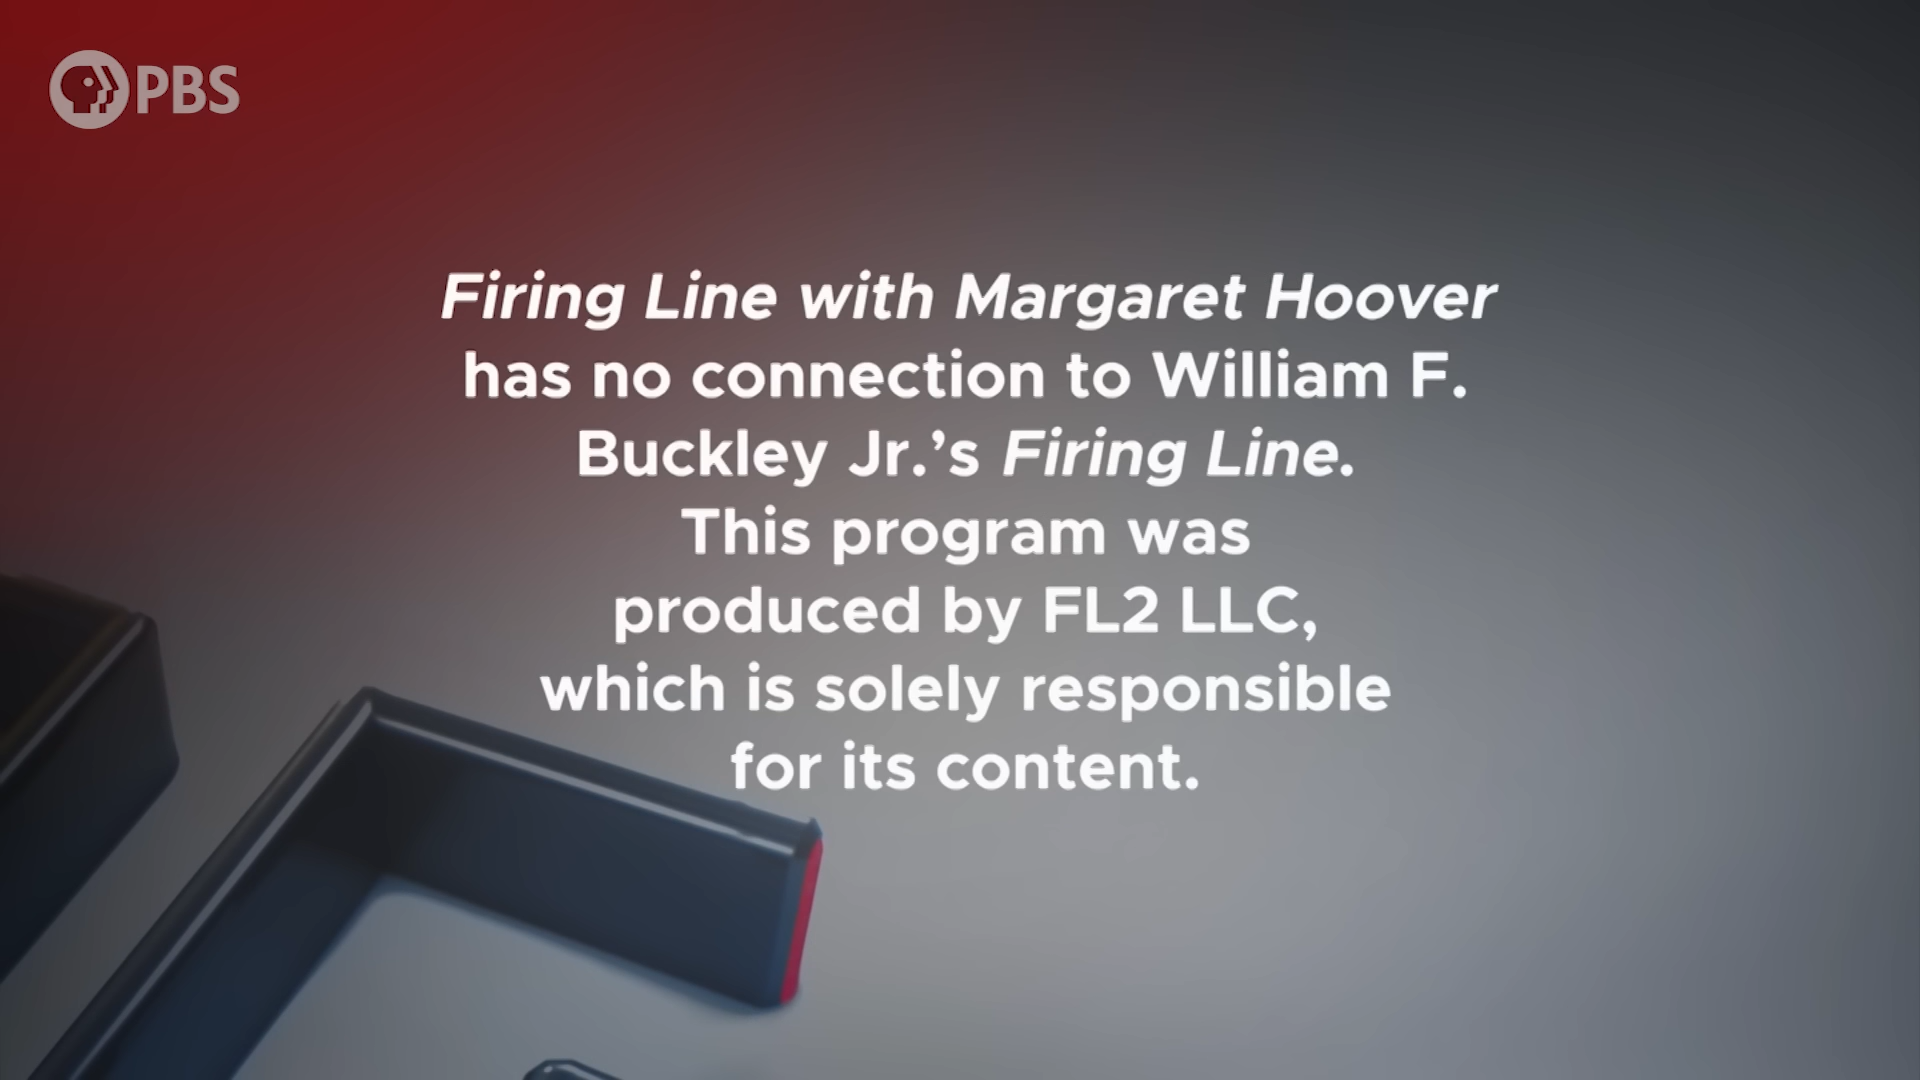 PBS
Firing Line with Margaret Hoover
has no connection to William F.
Buckley Jr.’s Firing Line.
This program was
produced by FL2 LLC,
which is solely responsible
for its content.